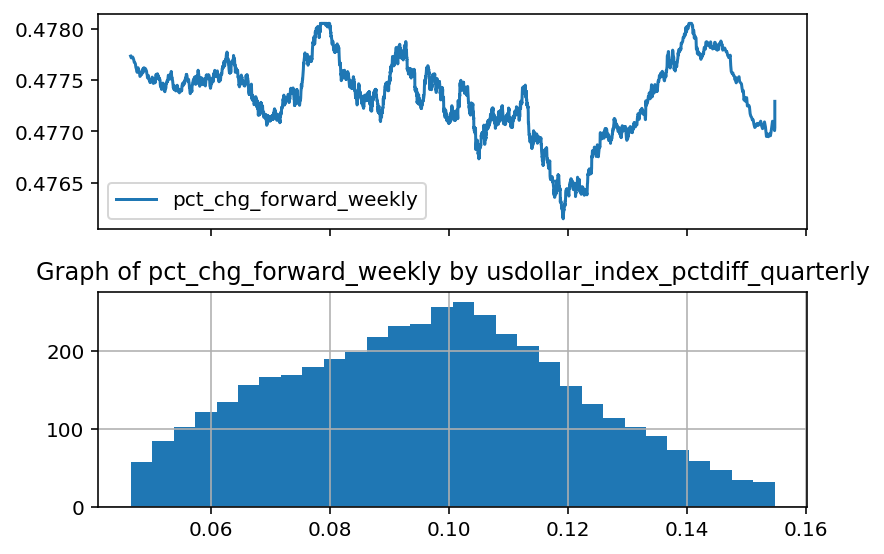 0.4780
0.4775
0.4770
0.4765
pct_chg_forward_weekly
Graph of pct_chg_forward_weekly by usdollar_index_pctdiff_quarterly
200
100
0
0.06 0.08 0.10 0.12 0.14 0.16